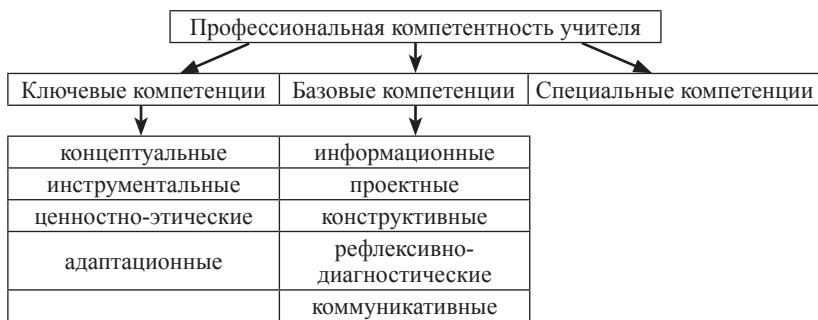 Профессиональная компетентность учителя
Ключевые компетенции
Базовые компетенции
Специальные компетенции
концептуальные
информационные
инструментальные
проектные
ценностно-этические
конструктивные
адаптационные
рефлексивно-
диагностические
коммуникативные